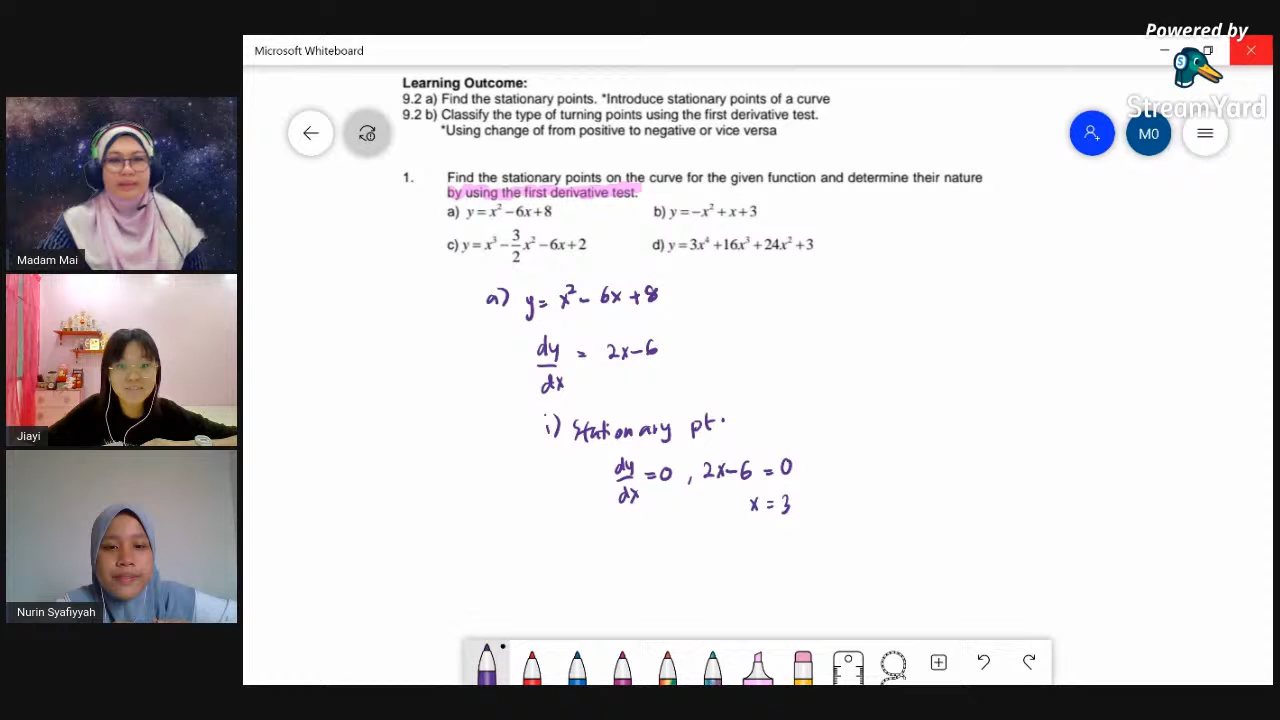 Powered by
StreamYard
Microsoft Whiteboard
Learning Outcome:
9.2 a) Find the stationary points. *Introduce stationary points of a curve
9.2 b) Classify the type of turning points using the first derivative test.
*Using change of from positive to negative or vice versa
M0
1. Find the stationary points on the curve for the given function and determine their nature
by using the first derivative test.
a) y = x² − 6x + 8 b) y = −x² + x + 3
c) y = x³ − 3/2 x² − 6x + 2 d) y = 3x⁴ + 16x³ + 24x² + 3
a) y = x² − 6x + 8
dy/dx = 2x − 6
i) Stationary pt.
dy/dx = 0, 2x − 6 = 0
x = 3
Madam Mai
Jiayi
Nurin Syafiyyah